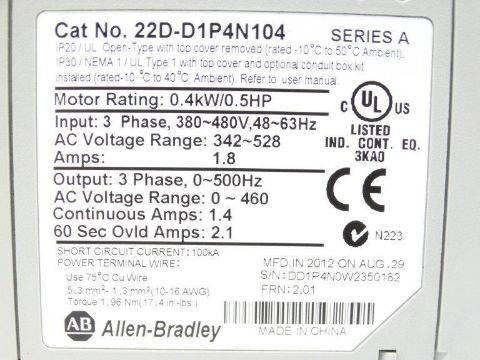 Cat No. 22D-D1P4N104 SERIES A
IP20 / UL Open-Type with top cover removed (rated -10 °C to 50°C Ambient).
IP30 / NEMA 1 / UL Type 1 with top cover and optional conduit box kit
installed (rated-10 °C to 40°C Ambient). Refer to user manual.
Motor Rating: 0.4kW/0.5HP
Input: 3 Phase, 380~480V,48~63Hz
AC Voltage Range: 342~528
Amps: 1.8
C UL US
LISTED
IND. CONT. EQ.
3KA0
Output: 3 Phase, 0~500Hz
AC Voltage Range: 0 ~ 460
Continuous Amps: 1.4
60 Sec Ovld Amps: 2.1
CE
N223
SHORT CIRCUIT CURRENT: 100kA
POWER TERMINAL WIRE:
Use 75°C Cu Wire
5.3 mm²- 1.3 mm²(10-16 AWG)
Torque 1.96 Nm(17.4 in.-lbs.)
MFD.IN 2012 ON AUG.29
S/N: DD1P4N0W2350182
FRN: 2.01
AB Allen-Bradley
MADE IN CHINA